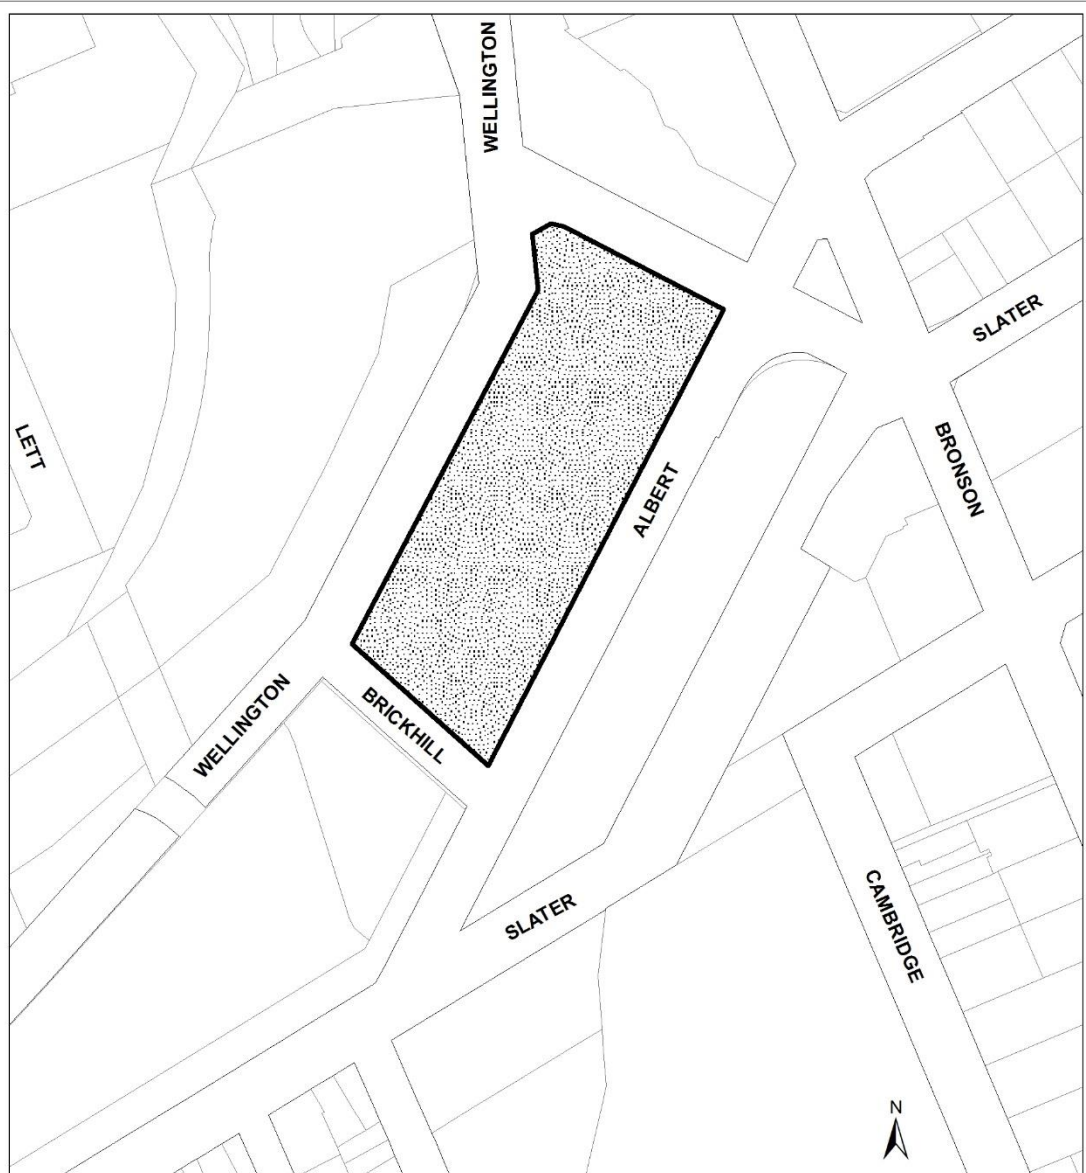 WELLINGTON
SLATER
LETT
BRONSON
ALBERT
WELLINGTON
BRICKHILL
SLATER
CAMBRIDGE
N